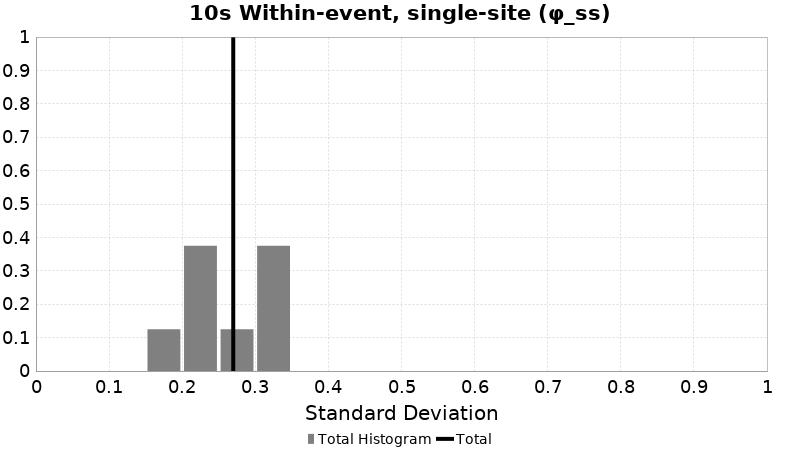 10s Within-event, single-site (φ_ss)
1
0.9
0.8
0.7
0.6
0.5
0.4
0.3
0.2
0.1
0
0 0.1 0.2 0.3 0.4 0.5 0.6 0.7 0.8 0.9 1
Standard Deviation
Total Histogram Total